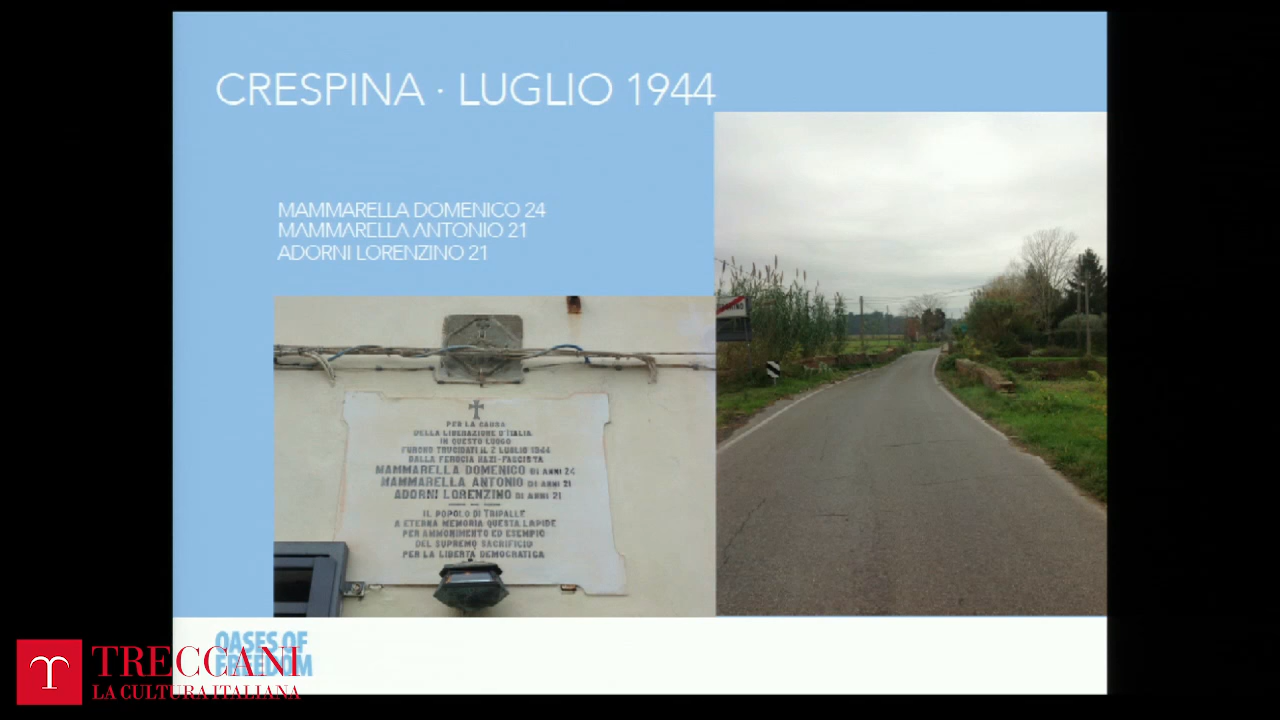 CRESPINA · LUGLIO 1944
MAMMARELLA DOMENICO 24
MAMMARELLA ANTONIO 21
ADORNI LORENZINO 21
PER LA CAUSA
DELLA LIBERAZIONE D'ITALIA
IN QUESTO LUOGO
FURONO TRUCIDATI IL 2 LUGLIO 1944
DALLA FEROCIA NAZI-FASCISTA
MAMMARELLA DOMENICO DI ANNI 24
MAMMARELLA ANTONIO DI ANNI 21
ADORNI LORENZINO DI ANNI 21
IL POPOLO DI TRIPALLE
A ETERNA MEMORIA QUESTA LAPIDE
PER AMMONIMENTO ED ESEMPIO
DEL SUPREMO SACRIFICIO
PER LA LIBERTA DEMOCRATICA
OASES OF
FREEDOM
TRECCANI
LA CULTURA ITALIANA